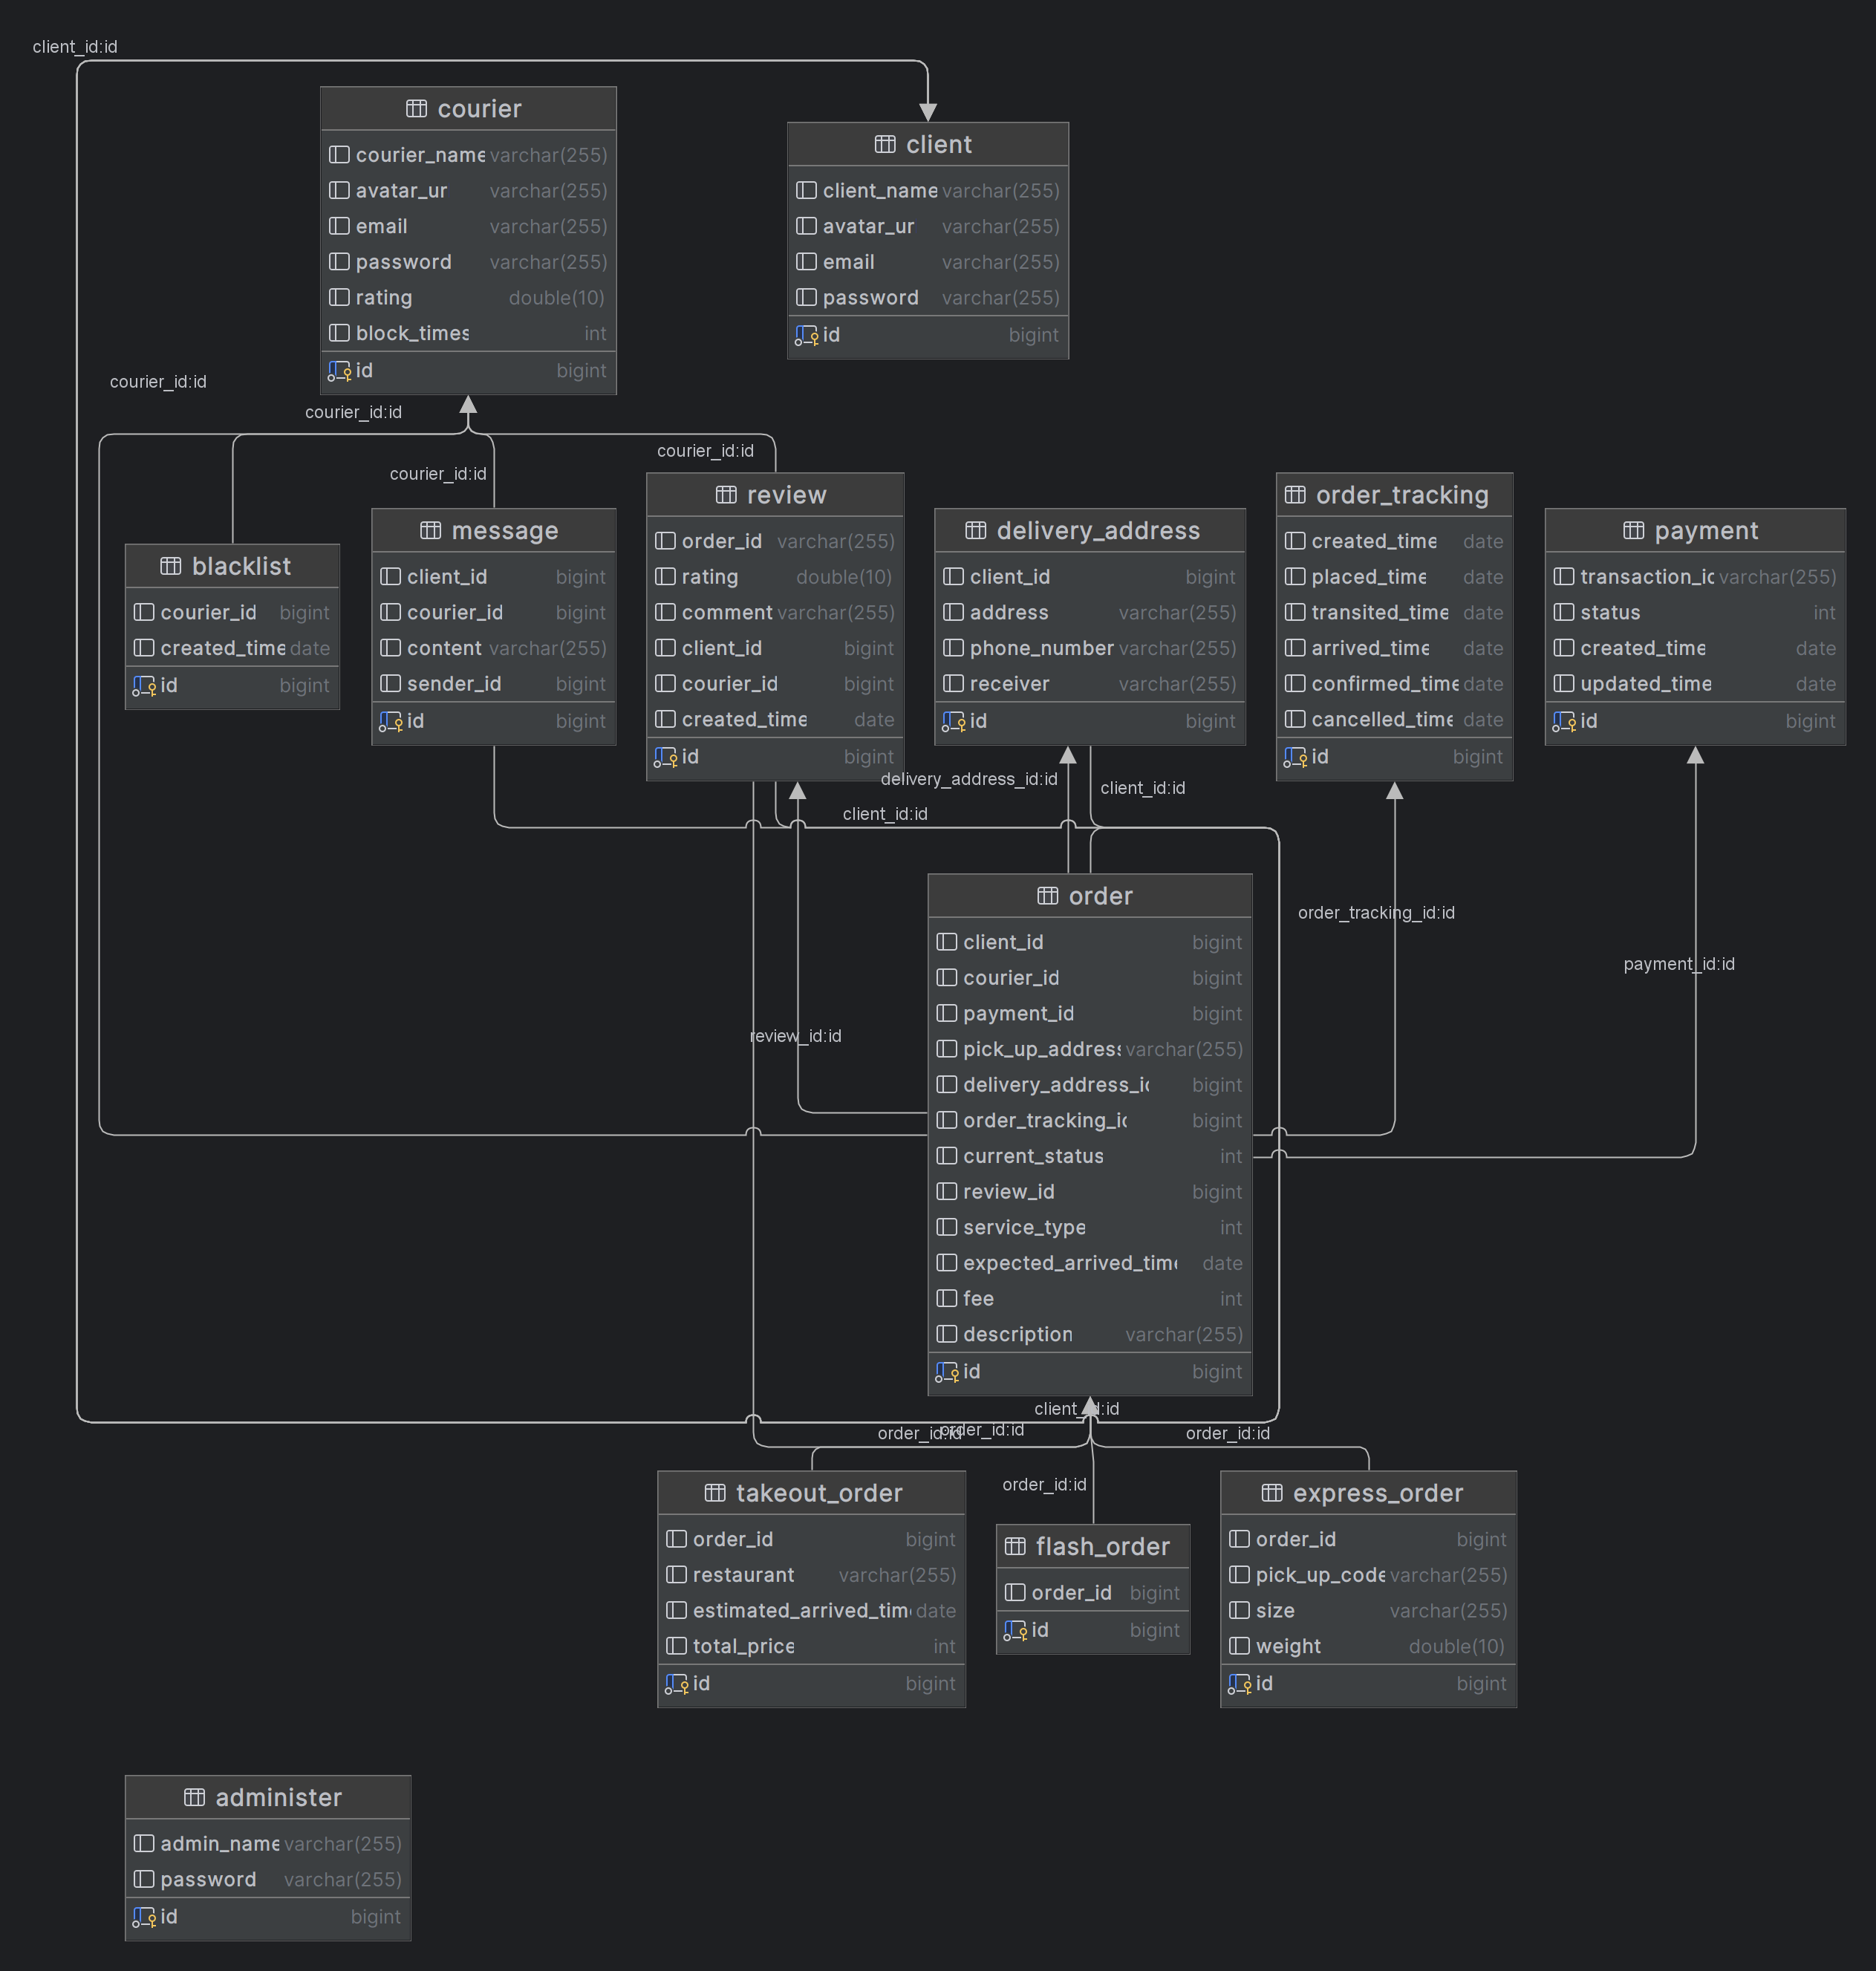 client_id:id
courier
courier_name varchar(255)
avatar_ur varchar(255)
email varchar(255)
password varchar(255)
rating double(10)
block_times int
id bigint
client
client_name varchar(255)
avatar_ur varchar(255)
email varchar(255)
password varchar(255)
id bigint
courier_id:id
courier_id:id
courier_id:id
courier_id:id
blacklist
courier_id bigint
created_time date
id bigint
message
client_id bigint
courier_id bigint
content varchar(255)
sender_id bigint
id bigint
review
order_id varchar(255)
rating double(10)
comment varchar(255)
client_id bigint
courier_id bigint
created_time date
id bigint
delivery_address
client_id bigint
address varchar(255)
phone_number varchar(255)
receiver varchar(255)
id bigint
order_tracking
created_time date
placed_time date
transited_time date
arrived_time date
confirmed_time date
cancelled_time date
id bigint
payment
transaction_ic varchar(255)
status int
created_time date
updated_time date
id bigint
delivery_address_id:id
client_id:id
client_id:id
order
client_id bigint
courier_id bigint
payment_id bigint
pick_up_address varchar(255)
delivery_address_ic bigint
order_tracking_ic bigint
current_status int
review_id bigint
service_type int
expected_arrived_time date
fee int
description varchar(255)
id bigint
order_tracking_id:id
payment_id:id
review_id:id
client_id:id
order_id:id
order_id:id
order_id:id
order_id:id
takeout_order
order_id bigint
restaurant varchar(255)
estimated_arrived_tim date
total_price int
id bigint
flash_order
order_id bigint
id bigint
express_order
order_id bigint
pick_up_code varchar(255)
size varchar(255)
weight double(10)
id bigint
administer
admin_name varchar(255)
password varchar(255)
id bigint